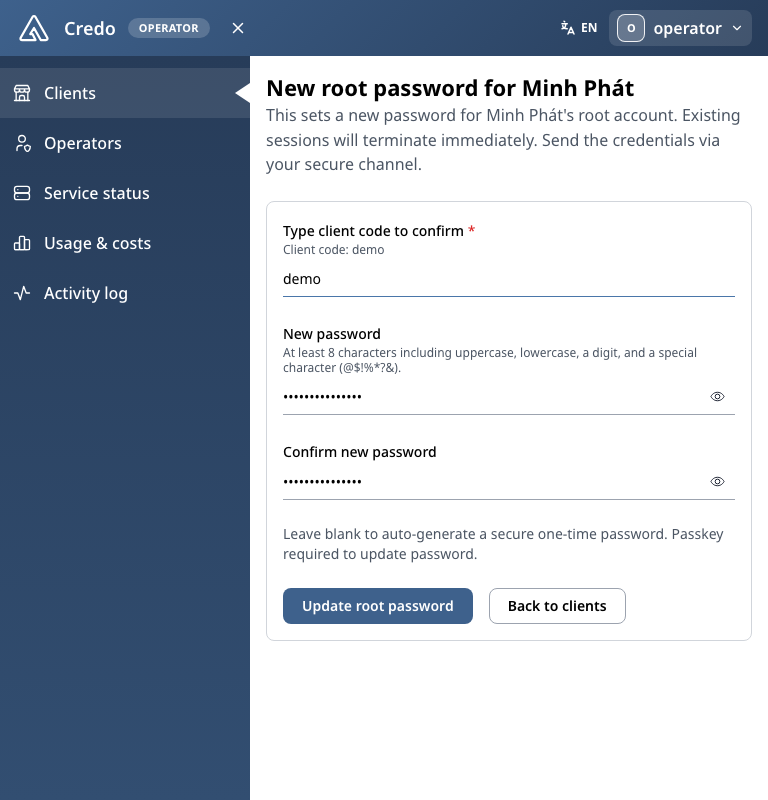 Credo
OPERATOR
EN
O
operator
Clients
Operators
Service status
Usage & costs
Activity log
New root password for Minh Phát
This sets a new password for Minh Phát's root account. Existing
sessions will terminate immediately. Send the credentials via
your secure channel.
Type client code to confirm *
Client code: demo
demo
New password
At least 8 characters including uppercase, lowercase, a digit, and a special
character (@$!%*?&).
•••••••••••••••
Confirm new password
•••••••••••••••
Leave blank to auto-generate a secure one-time password. Passkey
required to update password.
Update root password
Back to clients